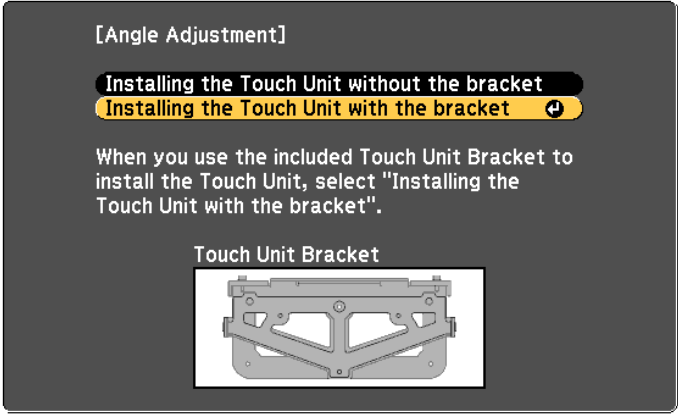 [Angle Adjustment]
Installing the Touch Unit without the bracket
Installing the Touch Unit with the bracket
When you use the included Touch Unit Bracket to
install the Touch Unit, select "Installing the
Touch Unit with the bracket".
Touch Unit Bracket